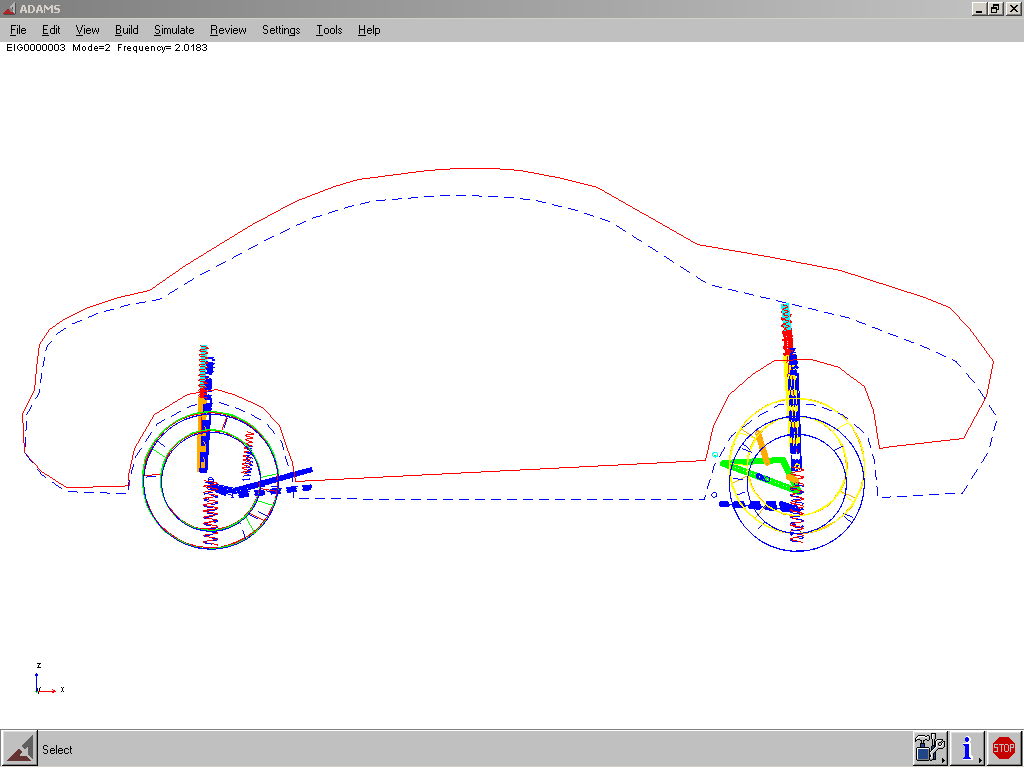 ADAMS
File Edit View Build Simulate Review Settings Tools Help
EIG0000003 Mode=2 Frequency= 2.0183
z
y x
Select
i
STOP